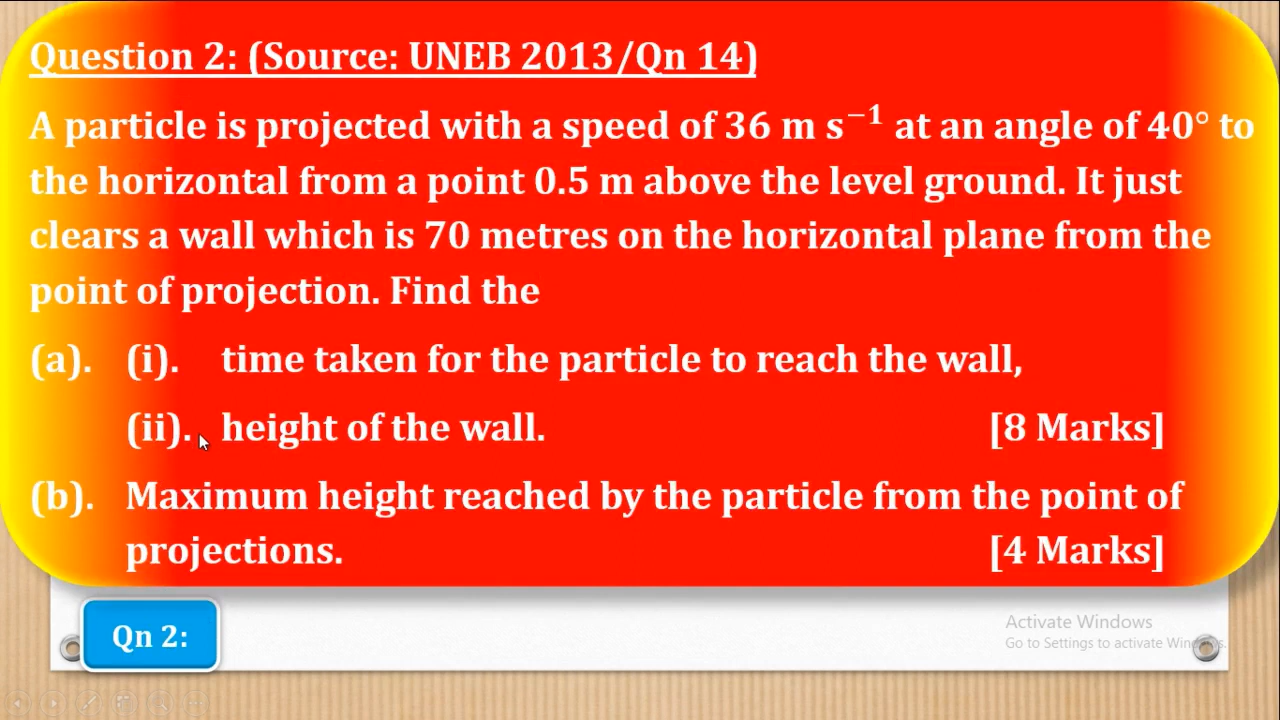 Question 2: (Source: UNEB 2013/Qn 14)
A particle is projected with a speed of 36 m s⁻¹ at an angle of 40° to
the horizontal from a point 0.5 m above the level ground. It just
clears a wall which is 70 metres on the horizontal plane from the
point of projection. Find the
(a). (i). time taken for the particle to reach the wall,
(ii). height of the wall. [8 Marks]
(b). Maximum height reached by the particle from the point of
projections. [4 Marks]
Qn 2:
Activate Windows
Go to Settings to activate Windows.